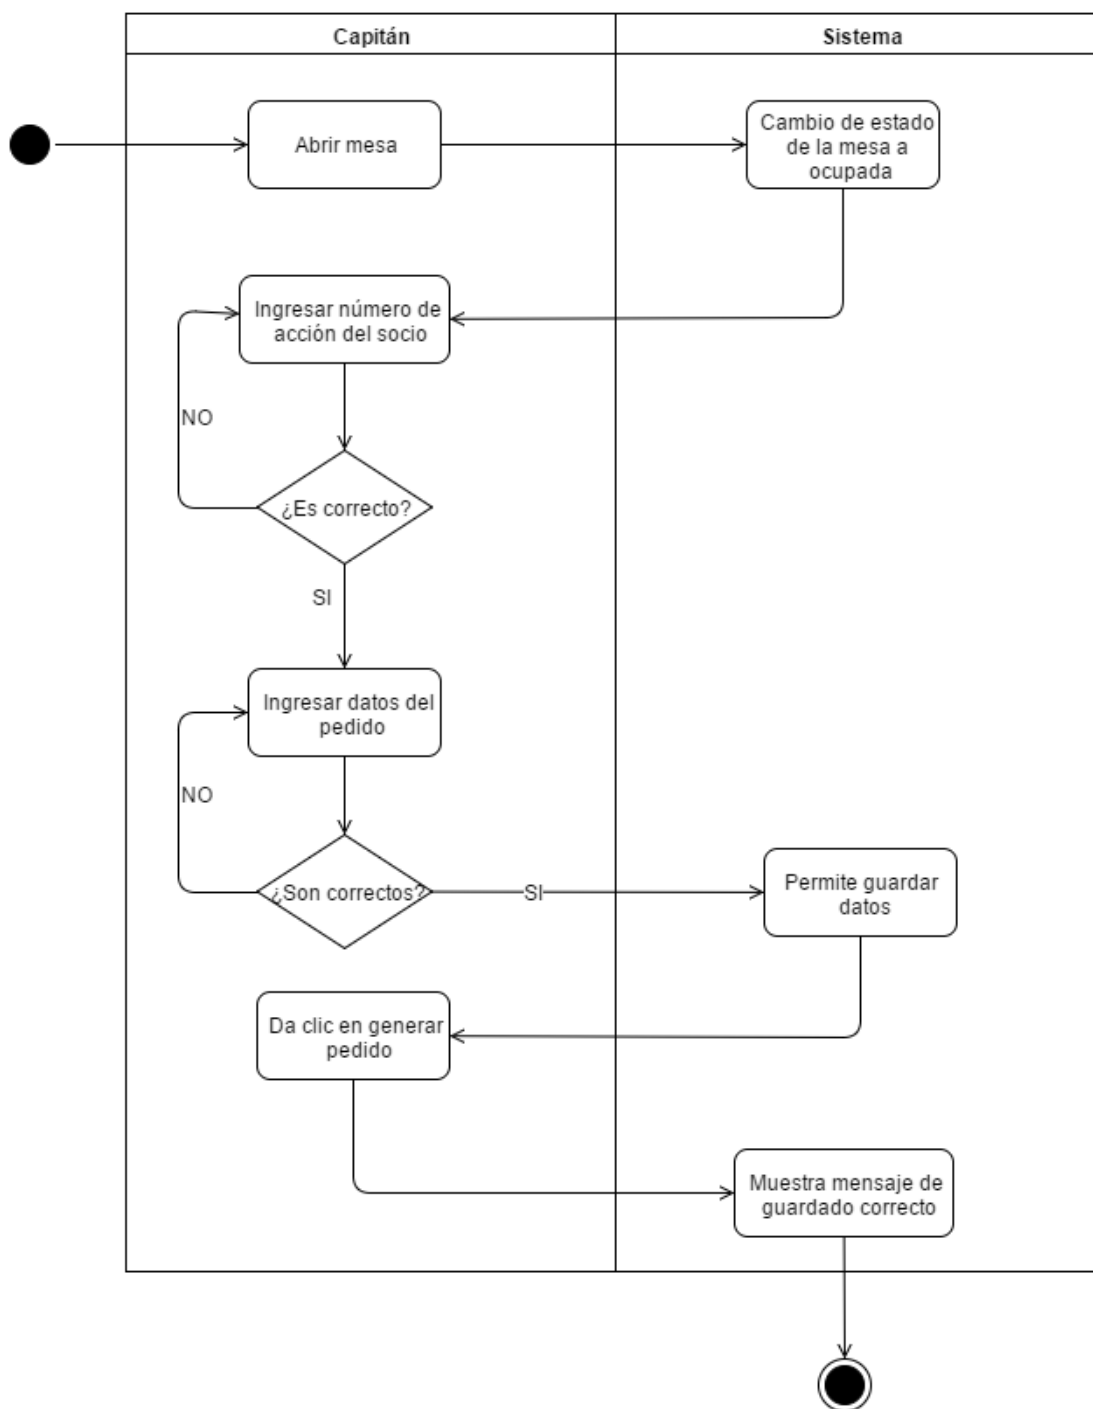 Capitán
Sistema
Abrir mesa
Cambio de estado
de la mesa a
ocupada
Ingresar número de
acción del socio
NO
¿Es correcto?
SI
Ingresar datos del
pedido
NO
¿Son correctos?
SI
Permite guardar
datos
Da clic en generar
pedido
Muestra mensaje de
guardado correcto